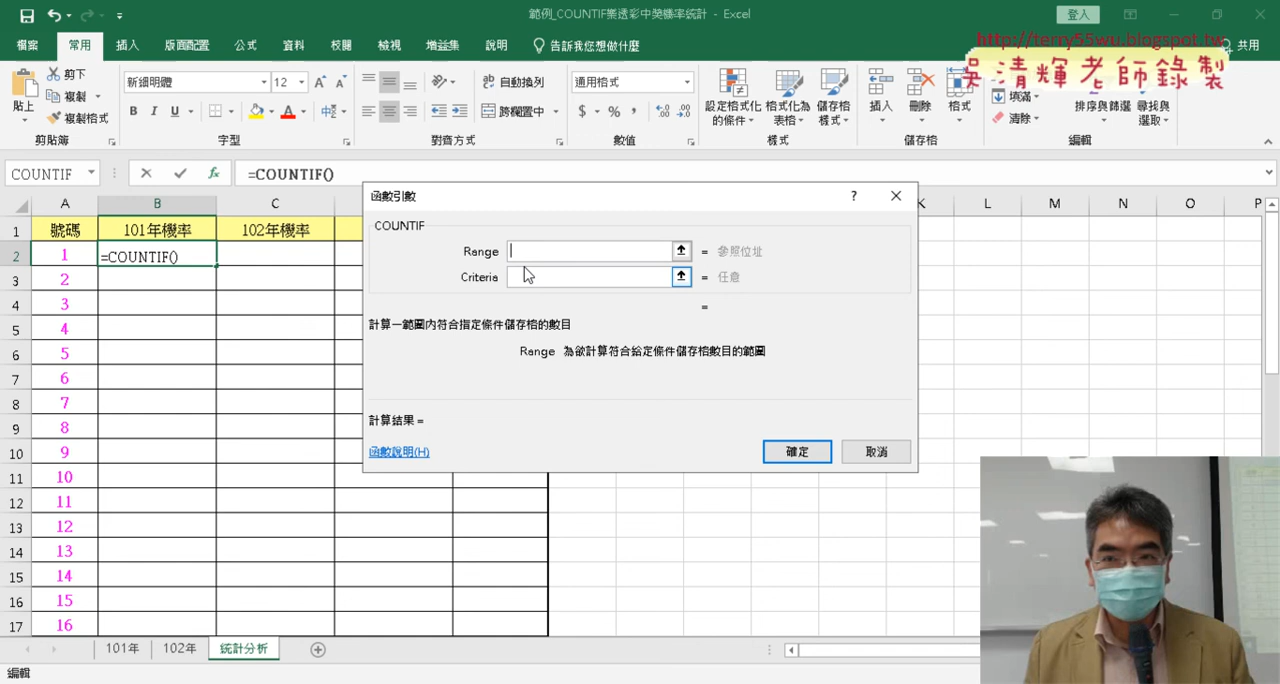 範例_COUNTIF樂透彩中獎機率統計 - Excel
登入
http://terry55wu.blogspot.tw
吳清輝老師錄製
檔案 常用 插入 版面配置 公式 資料 校閱 檢視 增益集 說明 告訴我您想做什麼 共用
貼上
剪下
複製
複製格式
剪貼簿
新細明體 12
B I U A 中
字型
自動換列
跨欄置中
對齊方式
通用格式
$ %
數值
設定格式化的條件
格式化為表格
儲存格樣式
樣式
插入 刪除 格式
儲存格
填滿
清除
排序與篩選
尋找與選取
編輯
COUNTIF fx =COUNTIF()
A B C K L M N O P
1 號碼 101年機率 102年機率
2 1 =COUNTIF()
3 2
4 3
5 4
6 5
7 6
8 7
9 8
10 9
11 10
12 11
13 12
14 13
15 14
16 15
17 16
函數引數 ?
COUNTIF
Range = 參照位址
Criteria = 任意
=
計算一範圍內符合指定條件儲存格的數目
Range 為欲計算符合給定條件儲存格數目的範圍
計算結果 =
函數說明(H)
確定 取消
101年 102年 統計分析
編輯